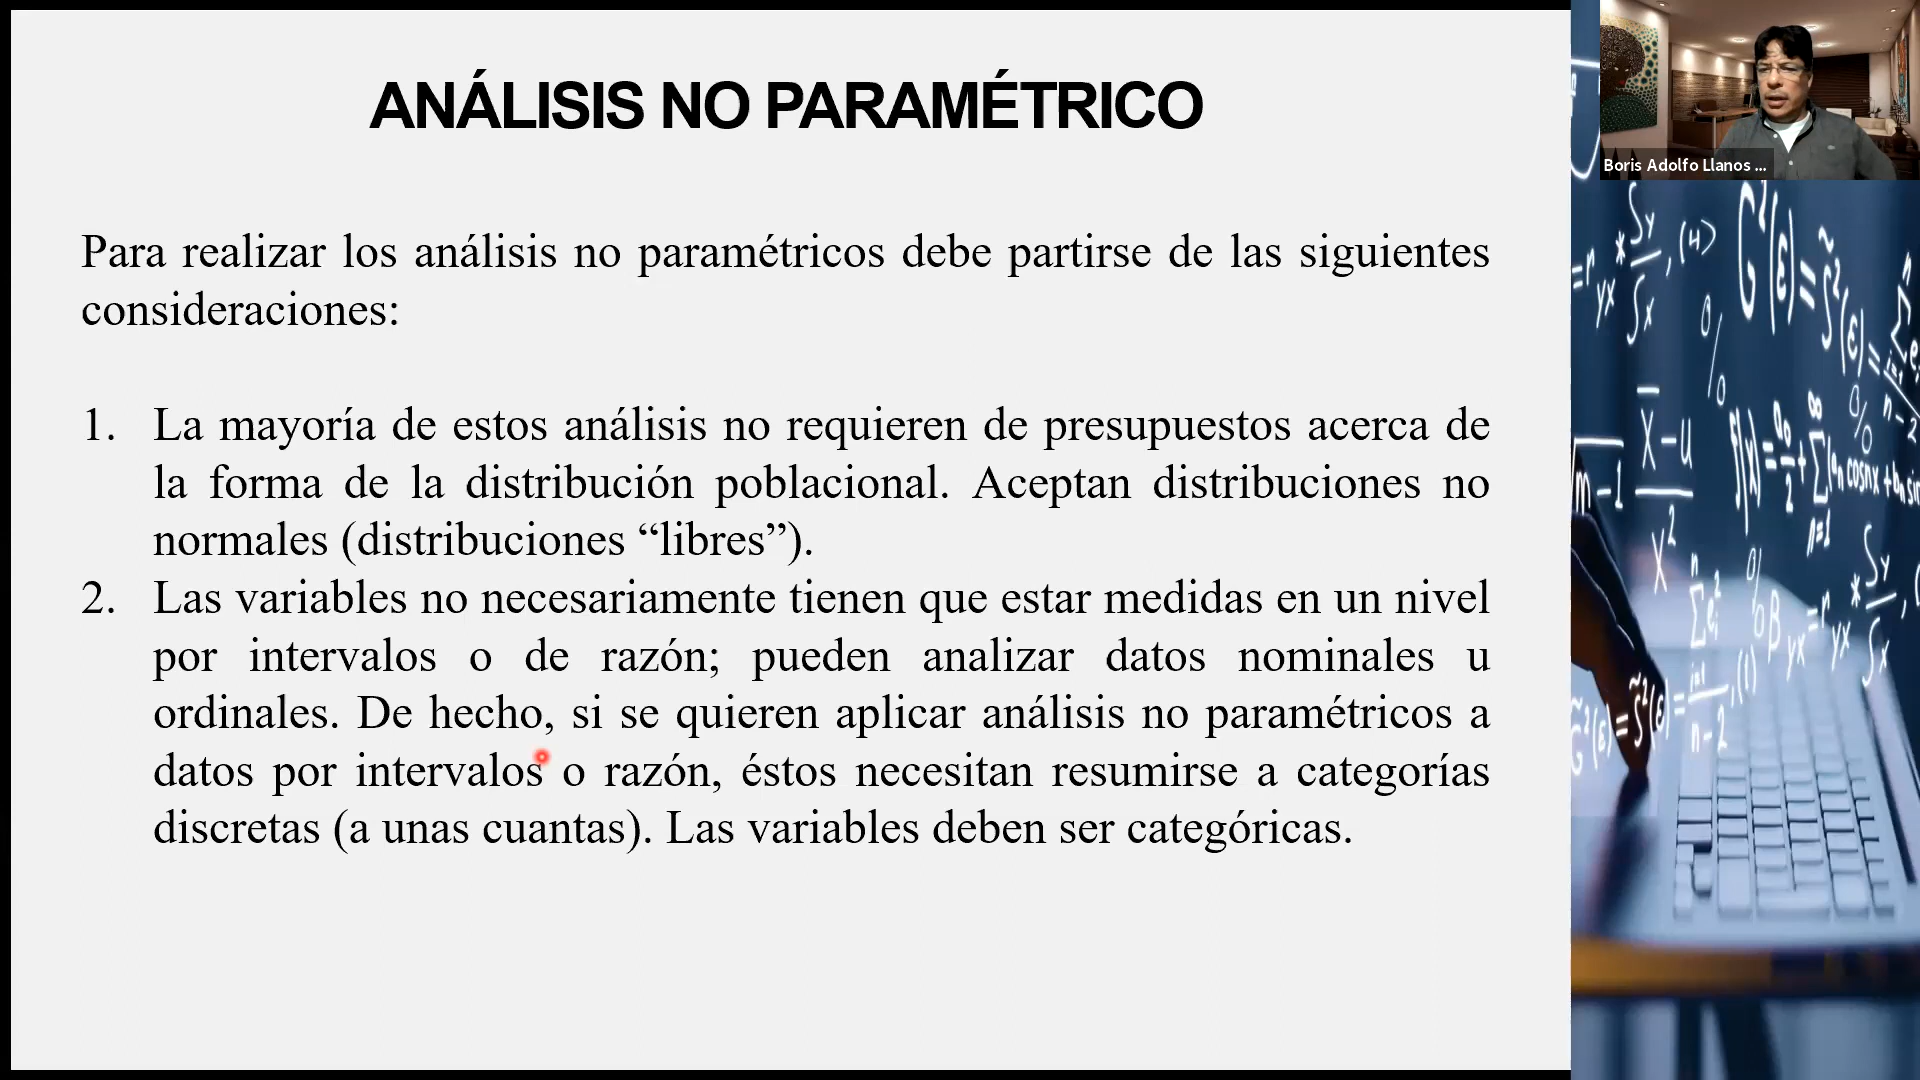 ANÁLISIS NO PARAMÉTRICO
Boris Adolfo Llanos ...
Para realizar los análisis no paramétricos debe partirse de las siguientes
consideraciones:
1. La mayoría de estos análisis no requieren de presupuestos acerca de
la forma de la distribución poblacional. Aceptan distribuciones no
normales (distribuciones “libres”).
2. Las variables no necesariamente tienen que estar medidas en un nivel
por intervalos o de razón; pueden analizar datos nominales u
ordinales. De hecho, si se quieren aplicar análisis no paramétricos a
datos por intervalos o razón, éstos necesitan resumirse a categorías
discretas (a unas cuantas). Las variables deben ser categóricas.